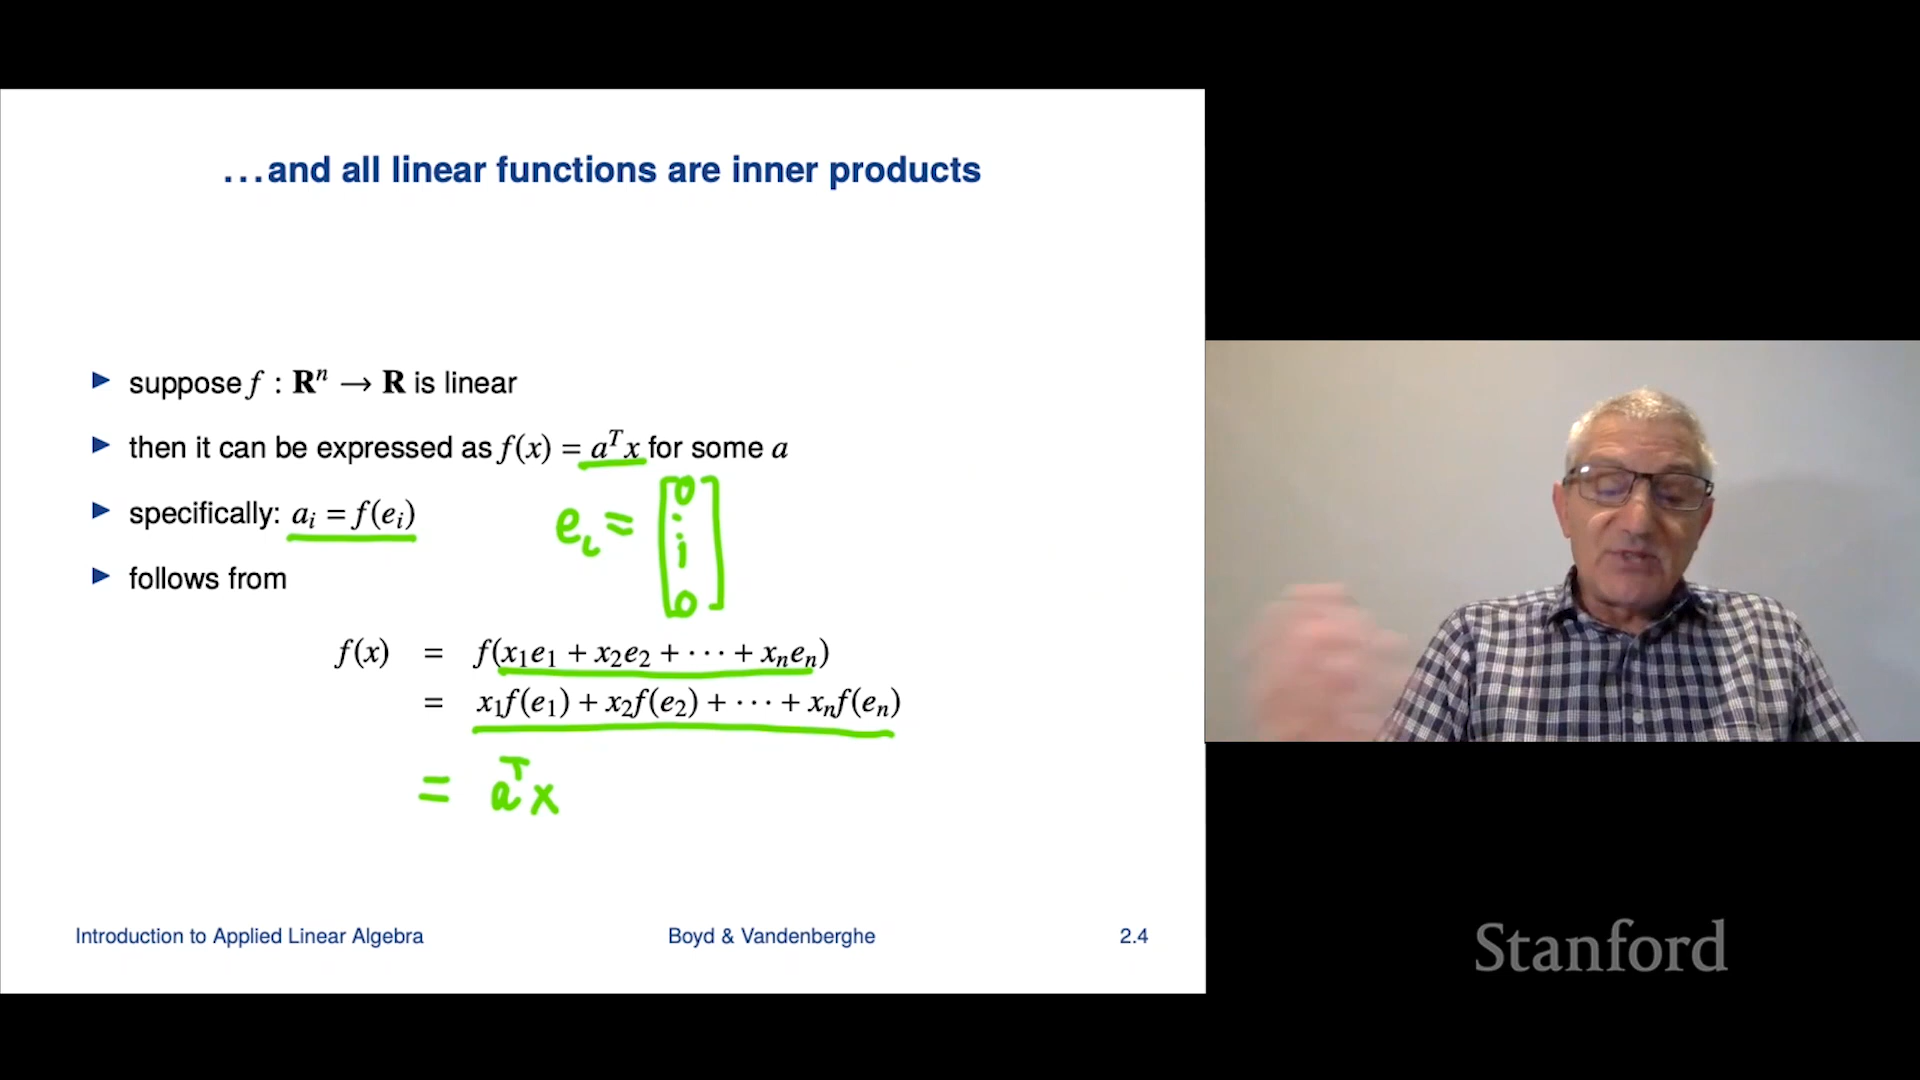 ...and all linear functions are inner products
▶ suppose f : Rⁿ → R is linear
▶ then it can be expressed as f(x) = aᵀx for some a
▶ specifically: aᵢ = f(eᵢ)
eᵢ = [0 · i 0]
▶ follows from
f(x) = f(x₁e₁ + x₂e₂ + ··· + xₙeₙ)
= x₁f(e₁) + x₂f(e₂) + ··· + xₙf(eₙ)
= aᵀx
Introduction to Applied Linear Algebra Boyd & Vandenberghe 2.4
Stanford